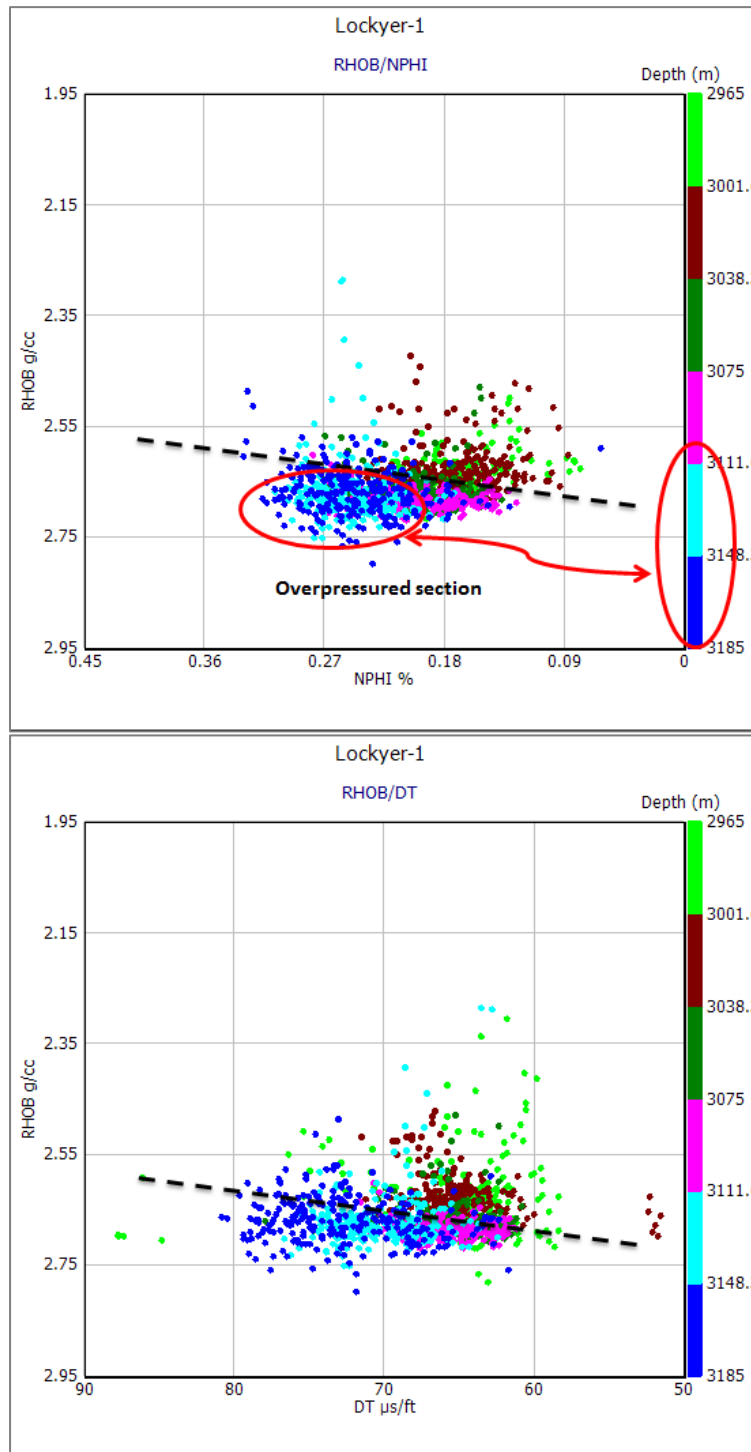 Lockyer-1
RHOB/NPHI
Depth (m)
1.95
2965
3001.
2.15
3038.
2.35
3075
RHOB g/cc
2.55
3111.
2.75
3148.
Overpressured section
2.95
3185
0.45 0.36 0.27 0.18 0.09 0
NPHI %
Lockyer-1
RHOB/DT
Depth (m)
1.95
2965
3001.
2.15
3038.
2.35
3075
RHOB g/cc
2.55
3111.
2.75
3148.
2.95
3185
90 80 70 60 50
DT µs/ft